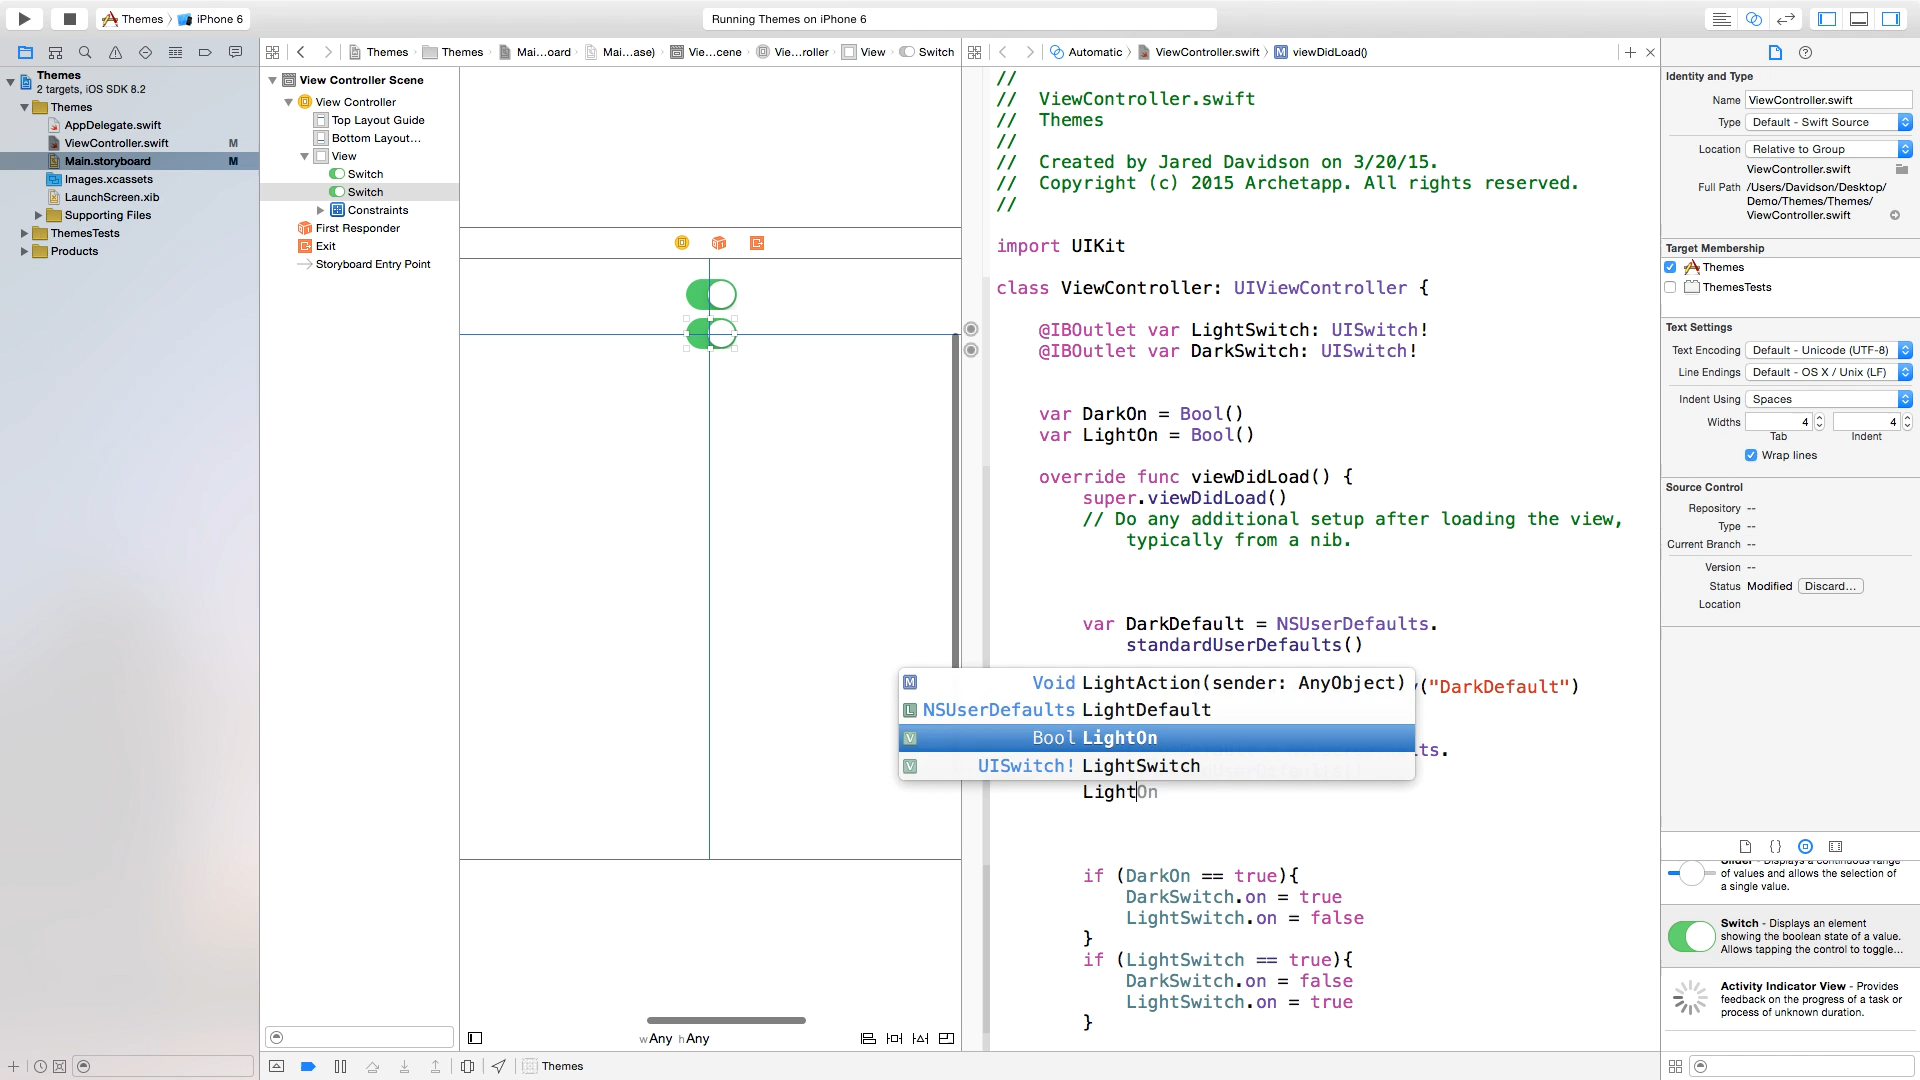 Themes
iPhone 6
Running Themes on iPhone 6
Themes
Themes
Mai...oard
Mai...ase)
Vie...cene
Vie...roller
View
Switch
Automatic
ViewController.swift
viewDidLoad()
Themes
2 targets, iOS SDK 8.2
Themes
AppDelegate.swift
ViewController.swift M
Main.storyboard M
Images.xcassets
LaunchScreen.xib
Supporting Files
ThemesTests
Products
View Controller Scene
View Controller
Top Layout Guide
Bottom Layout...
View
Switch
Switch
Constraints
First Responder
Exit
Storyboard Entry Point
wAny hAny
Themes
//
// ViewController.swift
// Themes
//
// Created by Jared Davidson on 3/20/15.
// Copyright (c) 2015 Archetapp. All rights reserved.
//
import UIKit
class ViewController: UIViewController {
@IBOutlet var LightSwitch: UISwitch!
@IBOutlet var DarkSwitch: UISwitch!
var DarkOn = Bool()
var LightOn = Bool()
override func viewDidLoad() {
super.viewDidLoad()
// Do any additional setup after loading the view,
typically from a nib.
var DarkDefault = NSUserDefaults.
standardUserDefaults()
M Void LightAction(sender: AnyObject)
y("DarkDefault")
L NSUserDefaults LightDefault
V Bool LightOn
ts.
V UISwitch! LightSwitch
LightOn
if (DarkOn == true){
DarkSwitch.on = true
LightSwitch.on = false
}
if (LightSwitch == true){
DarkSwitch.on = false
LightSwitch.on = true
}
Identity and Type
Name ViewController.swift
Type Default - Swift Source
Location Relative to Group
ViewController.swift
Full Path /Users/Davidson/Desktop/
Demo/Themes/Themes/
ViewController.swift
Target Membership
Themes
ThemesTests
Text Settings
Text Encoding Default - Unicode (UTF-8)
Line Endings Default - OS X / Unix (LF)
Indent Using Spaces
Widths 4 4
Tab Indent
Wrap lines
Source Control
Repository --
Type --
Current Branch --
Version --
Status Modified Discard...
Location
Slider - Displays a continuous range
of values and allows the selection of
a single value.
Switch - Displays an element
showing the boolean state of a value.
Allows tapping the control to toggle...
Activity Indicator View - Provides
feedback on the progress of a task or
process of unknown duration.